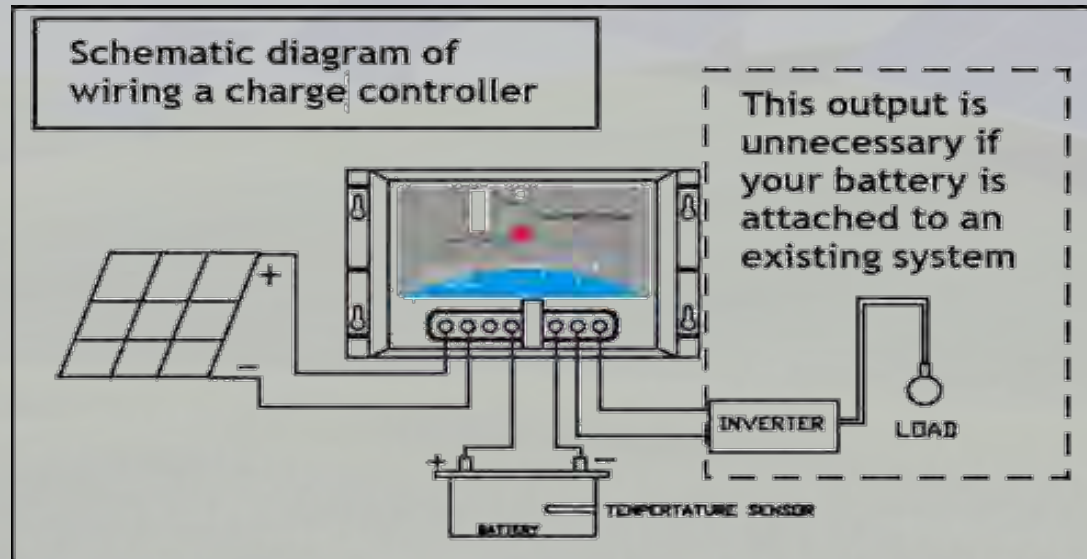 Schematic diagram of
wiring a charge controller
This output is
unnecessary if
your battery is
attached to an
existing system
+
−
INVERTER
LOAD
+ −
TEMPERTATURE SENSOR
BATTERY